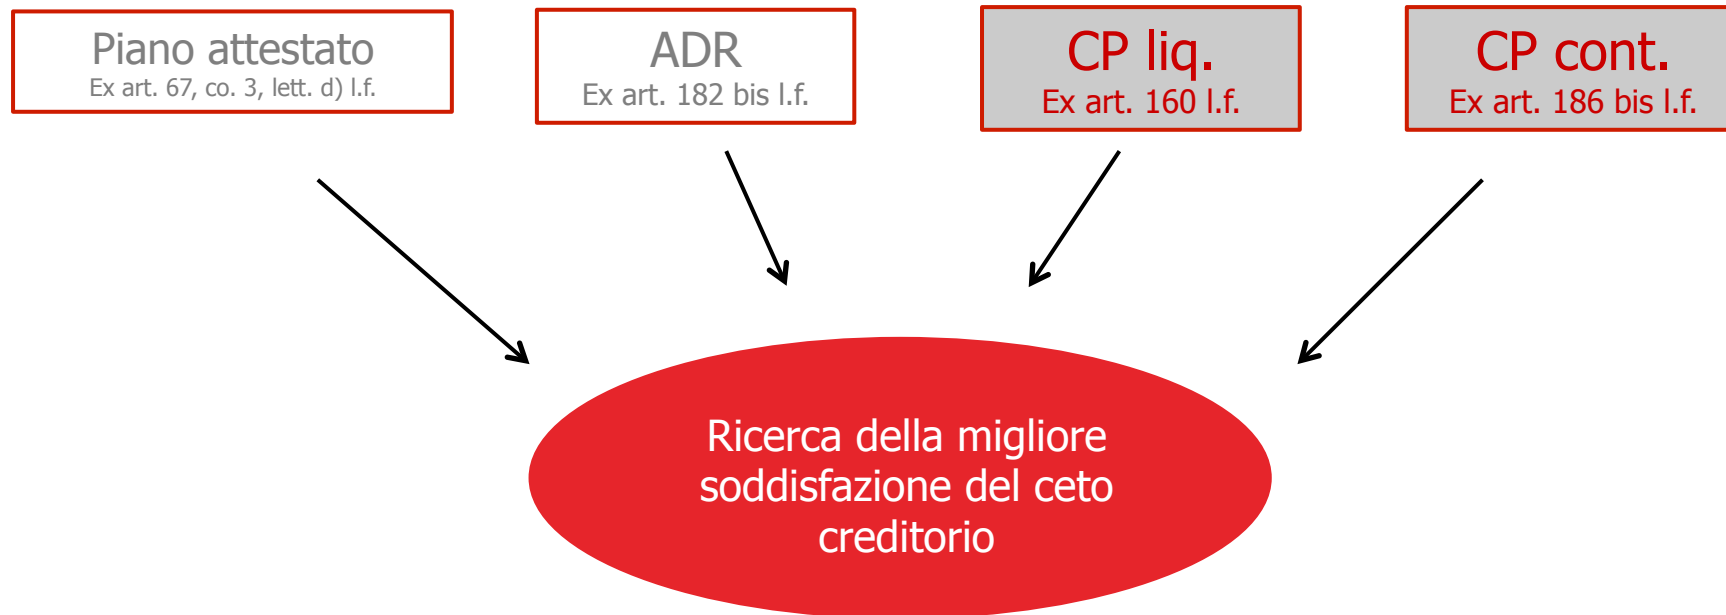 Piano attestato
Ex art. 67, co. 3, lett. d) l.f.
ADR
Ex art. 182 bis l.f.
CP liq.
Ex art. 160 l.f.
CP cont.
Ex art. 186 bis l.f.
Ricerca della migliore
soddisfazione del ceto
creditorio